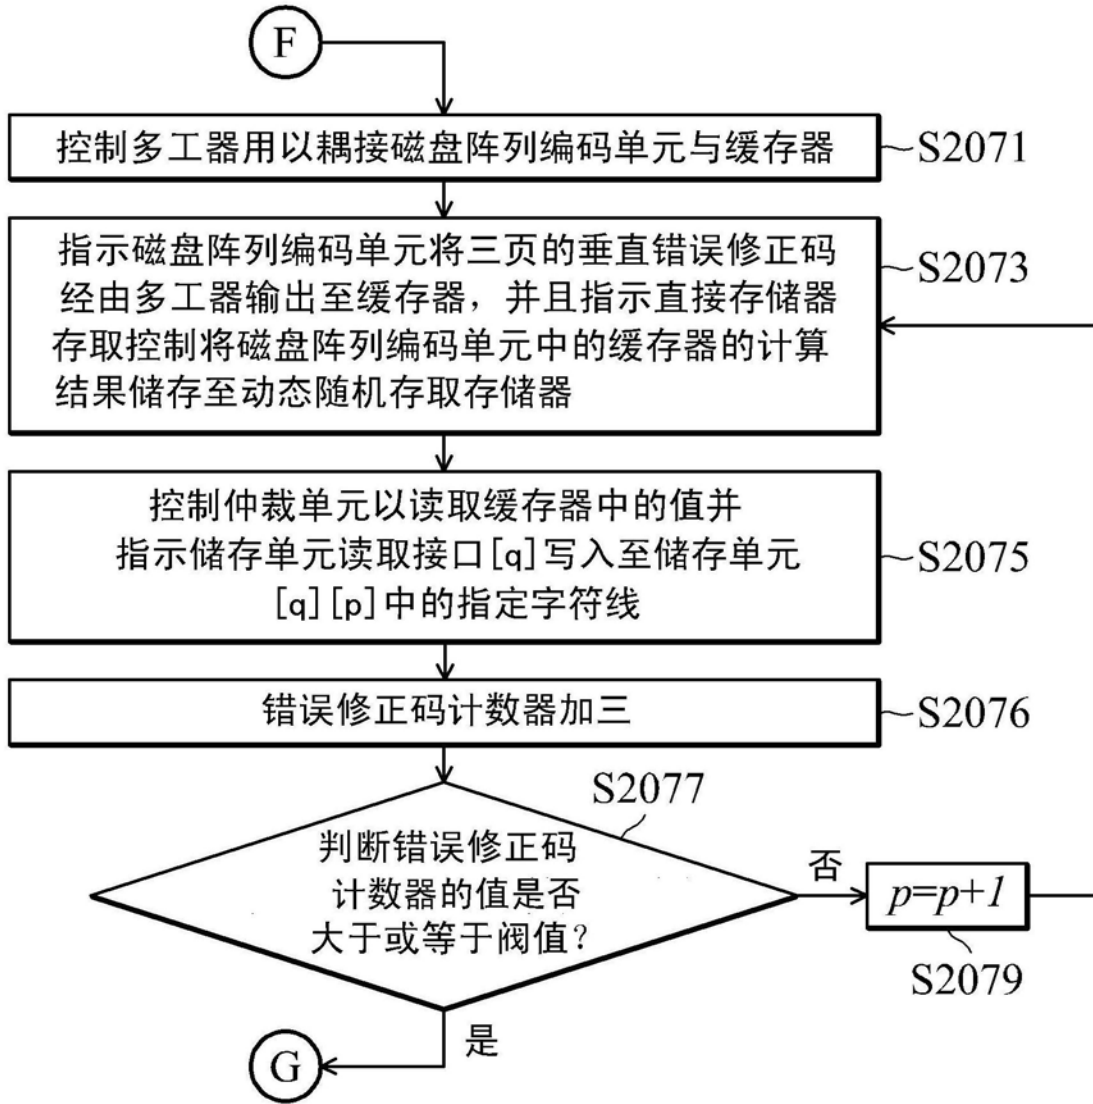 F
控制多工器用以耦接磁盘阵列编码单元与缓存器
S2071
指示磁盘阵列编码单元将三页的垂直错误修正码
经由多工器输出至缓存器，并且指示直接存储器
存取控制将磁盘阵列编码单元中的缓存器的计算
结果储存至动态随机存取存储器
S2073
控制仲裁单元以读取缓存器中的值并
指示储存单元读取接口[q]写入至储存单元
[q][p]中的指定字符线
S2075
错误修正码计数器加三
S2076
S2077
判断错误修正码
计数器的值是否
大于或等于阀值？
否
p=p+1
S2079
是
G